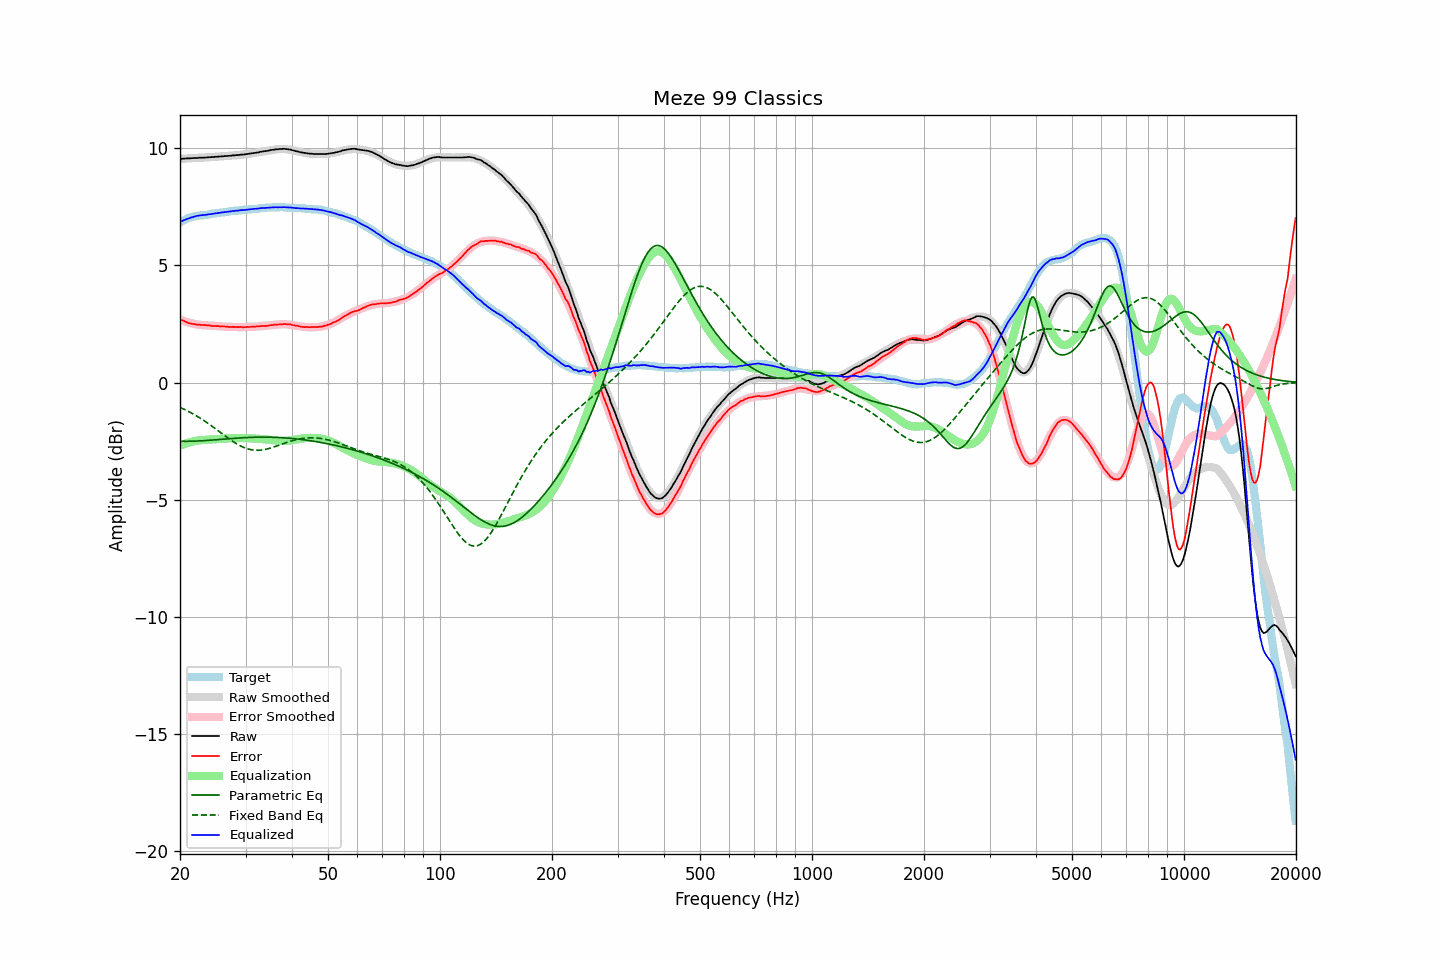 Meze 99 Classics
Amplitude (dBr)
10
5
0
−5
−10
−15
−20
Target
Raw Smoothed
Error Smoothed
Raw
Error
Equalization
Parametric Eq
Fixed Band Eq
Equalized
20 50 100 200 500 1000 2000 5000 10000 20000
Frequency (Hz)